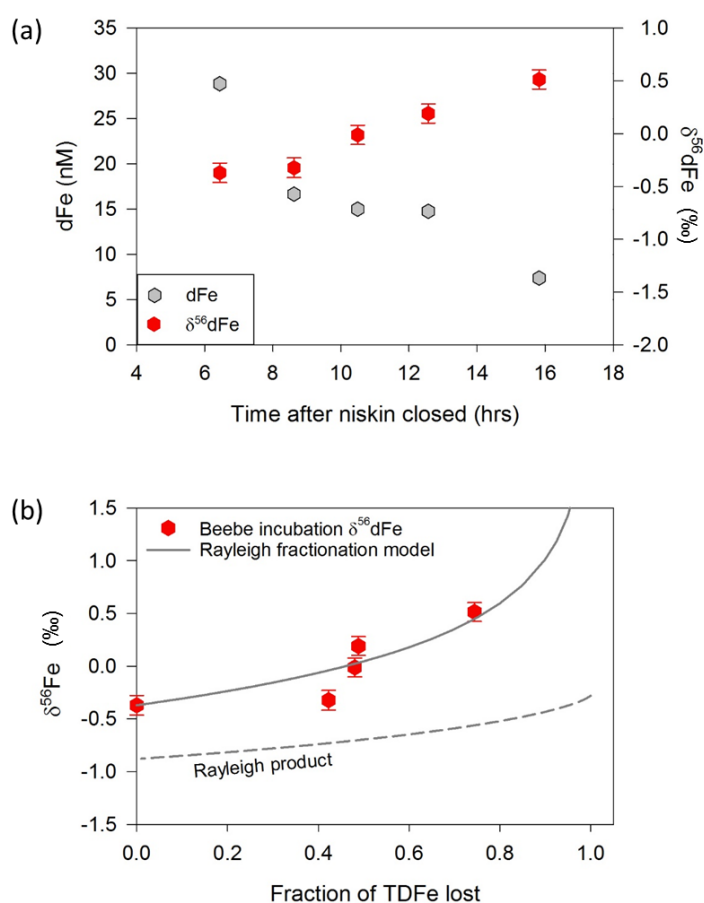 (a)
35
30
25
20
15
10
5
0
dFe (nM)
1.0
0.5
0.0
-0.5
-1.0
-1.5
-2.0
δ⁵⁶dFe (‰)
dFe
δ⁵⁶dFe
4 6 8 10 12 14 16 18
Time after niskin closed (hrs)
(b)
1.5
1.0
0.5
0.0
-0.5
-1.0
-1.5
δ⁵⁶Fe (‰)
Beebe incubation δ⁵⁶dFe
Rayleigh fractionation model
Rayleigh product
0.0 0.2 0.4 0.6 0.8 1.0
Fraction of TDFe lost